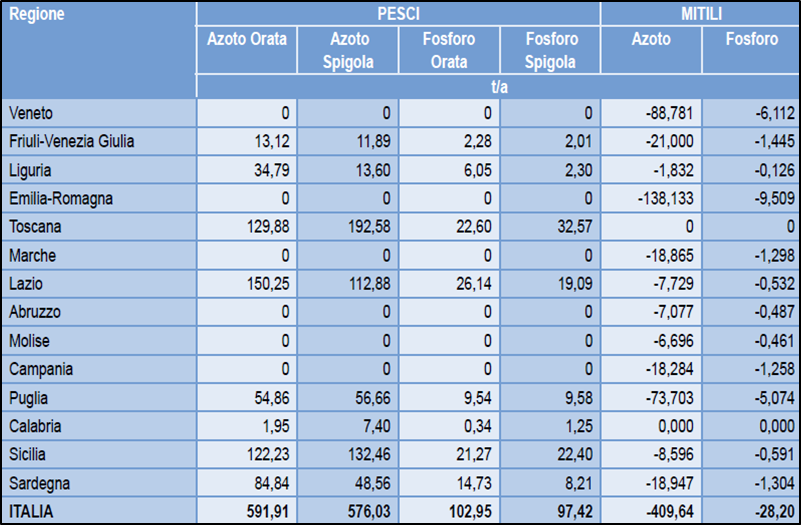 Regione PESCI MITILI
Azoto Orata Azoto Spigola Fosforo Orata Fosforo Spigola Azoto Fosforo
t/a
Veneto 0 0 0 0 -88,781 -6,112
Friuli-Venezia Giulia 13,12 11,89 2,28 2,01 -21,000 -1,445
Liguria 34,79 13,60 6,05 2,30 -1,832 -0,126
Emilia-Romagna 0 0 0 0 -138,133 -9,509
Toscana 129,88 192,58 22,60 32,57 0 0
Marche 0 0 0 0 -18,865 -1,298
Lazio 150,25 112,88 26,14 19,09 -7,729 -0,532
Abruzzo 0 0 0 0 -7,077 -0,487
Molise 0 0 0 0 -6,696 -0,461
Campania 0 0 0 0 -18,284 -1,258
Puglia 54,86 56,66 9,54 9,58 -73,703 -5,074
Calabria 1,95 7,40 0,34 1,25 0,000 0,000
Sicilia 122,23 132,46 21,27 22,40 -8,596 -0,591
Sardegna 84,84 48,56 14,73 8,21 -18,947 -1,304
ITALIA 591,91 576,03 102,95 97,42 -409,64 -28,20